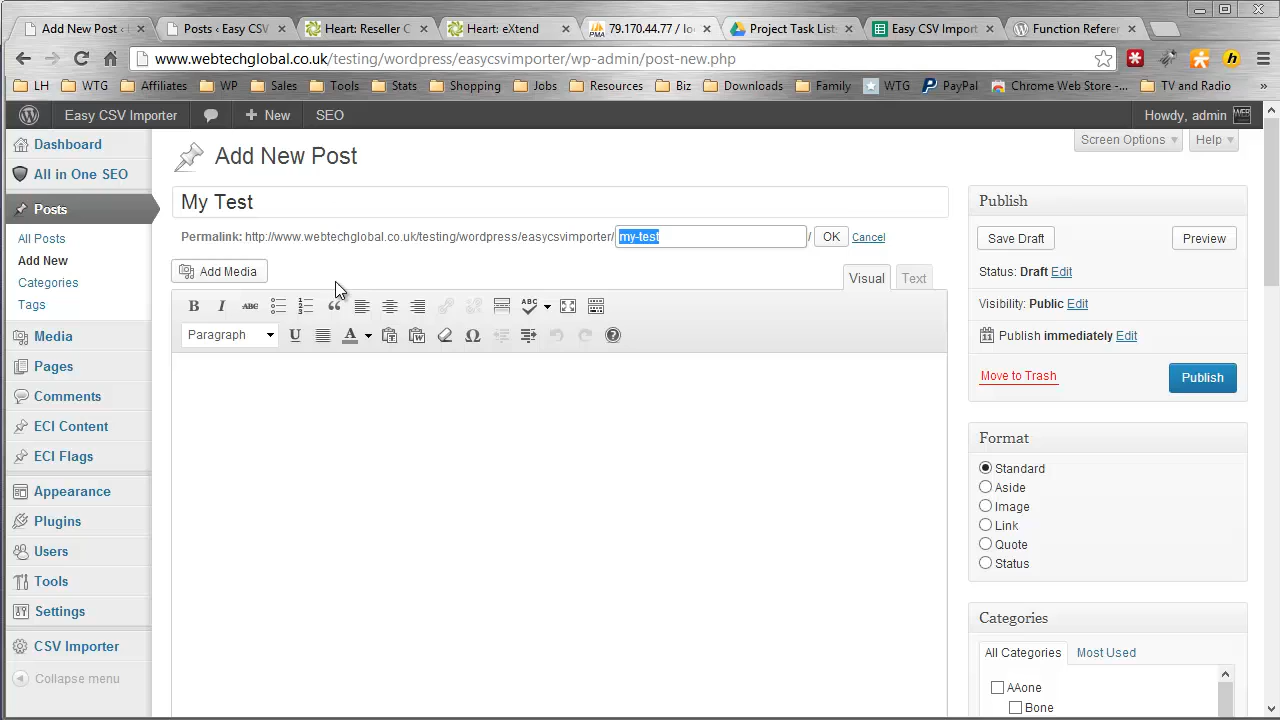 Add New Post ‹
Posts ‹ Easy CSV
Heart: Reseller C
Heart: eXtend
79.170.44.77 / lo
Project Task Lists
Easy CSV Import
Function Referen
www.webtechglobal.co.uk/testing/wordpress/easycsvimporter/wp-admin/post-new.php
LH
WTG
Affiliates
WP
Sales
Tools
Stats
Shopping
Jobs
Resources
Biz
Downloads
Family
WTG
PayPal
Chrome Web Store -...
TV and Radio
»
Easy CSV Importer
+ New
SEO
Howdy, admin
Dashboard
All in One SEO
Posts
All Posts
Add New
Categories
Tags
Media
Pages
Comments
ECI Content
ECI Flags
Appearance
Plugins
Users
Tools
Settings
CSV Importer
Collapse menu
Screen Options
Help
Add New Post
My Test
Permalink: http://www.webtechglobal.co.uk/testing/wordpress/easycsvimporter/ my-test / OK Cancel
Add Media
Visual
Text
B I ABC “ ABC
Paragraph U A T W Ω ?
Publish
Save Draft
Preview
Status: Draft Edit
Visibility: Public Edit
Publish immediately Edit
Move to Trash
Publish
Format
Standard
Aside
Image
Link
Quote
Status
Categories
All Categories
Most Used
AAone
Bone